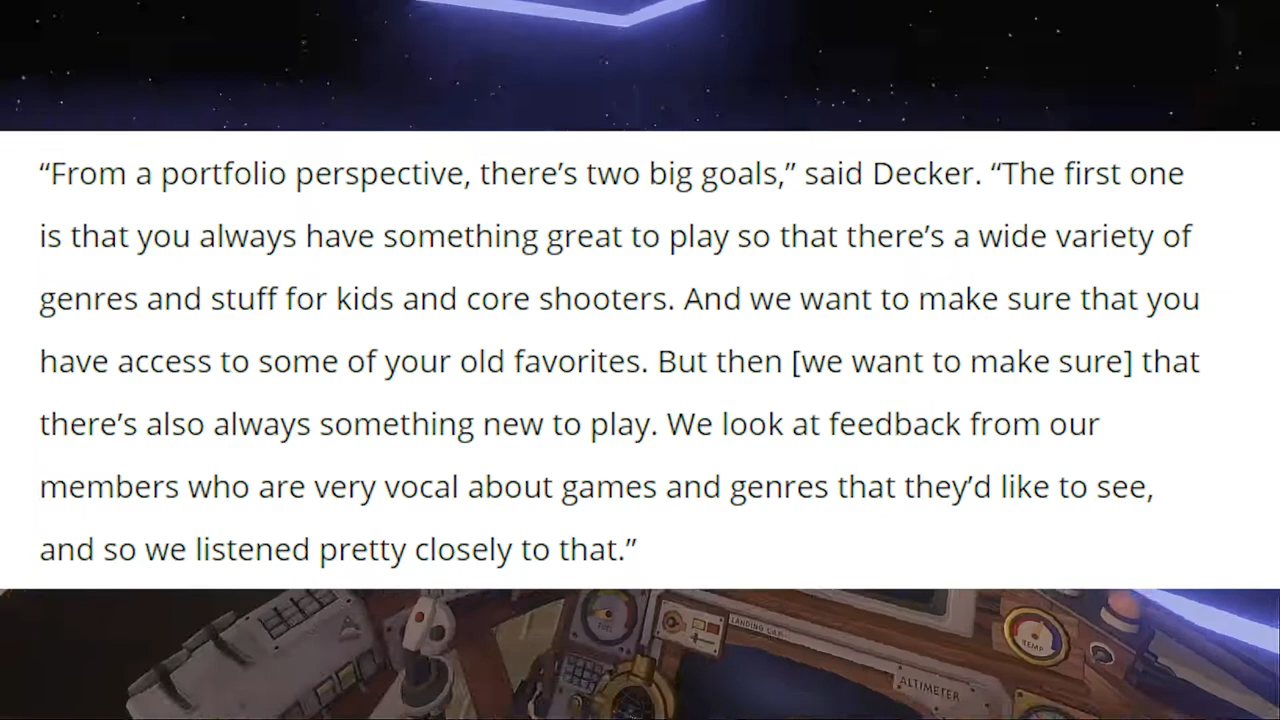 “From a portfolio perspective, there’s two big goals,” said Decker. “The first one
is that you always have something great to play so that there’s a wide variety of
genres and stuff for kids and core shooters. And we want to make sure that you
have access to some of your old favorites. But then [we want to make sure] that
there’s also always something new to play. We look at feedback from our
members who are very vocal about games and genres that they’d like to see,
and so we listened pretty closely to that.”
FUEL
LANDING CAM
TEMP
ALTIMETER